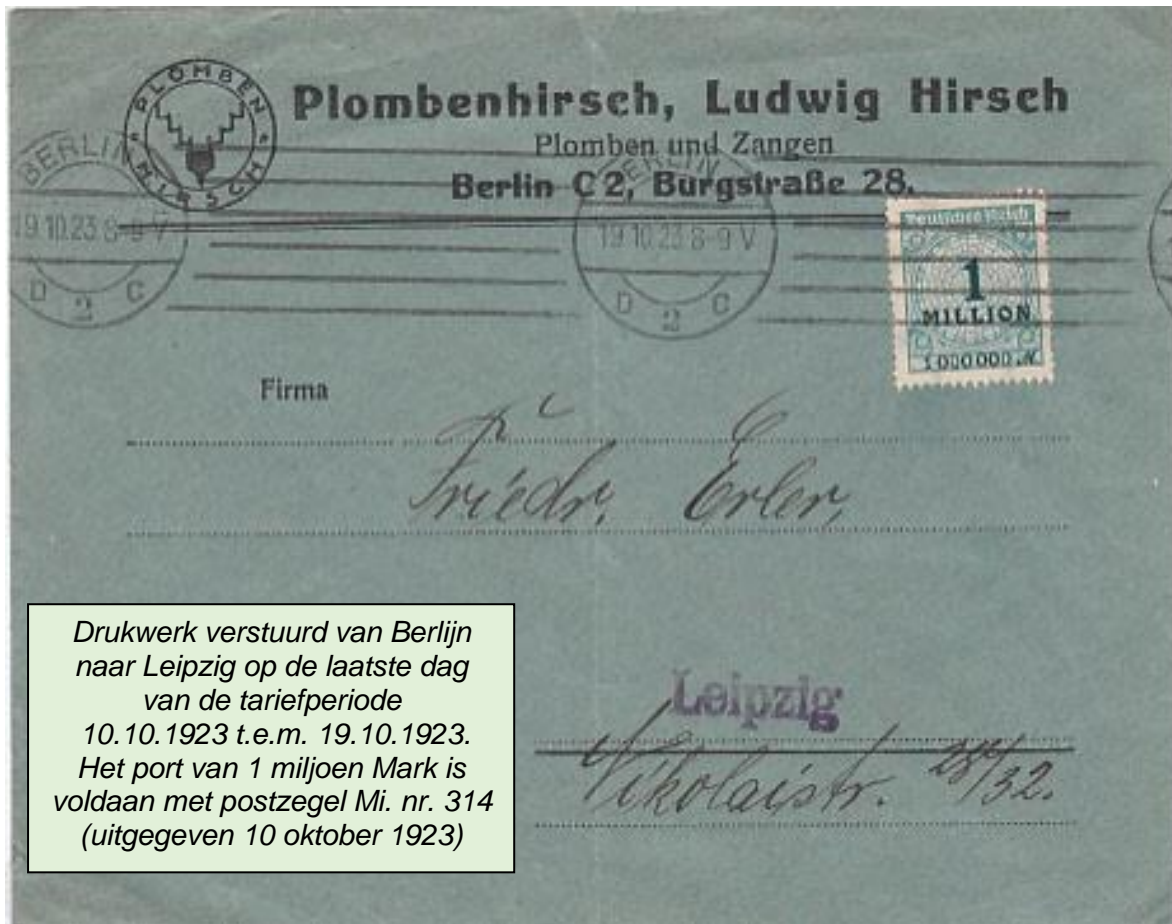 PLOMBEN HIRSCH
Plombenhirsch, Ludwig Hirsch
Plomben und Zangen
Berlin C 2, Burgstraße 28.
BERLIN
19.10.23 8-9 V
D 2 C
BERLIN
19.10.23 8-9 V
D 2 C
Deutsches Reich
1
MILLION
1000000 M
Firma
Friedr. Erler,
Leipzig
Nikolaistr. 28/32.
Drukwerk verstuurd van Berlijn
naar Leipzig op de laatste dag
van de tariefperiode
10.10.1923 t.e.m. 19.10.1923.
Het port van 1 miljoen Mark is
voldaan met postzegel Mi. nr. 314
(uitgegeven 10 oktober 1923)